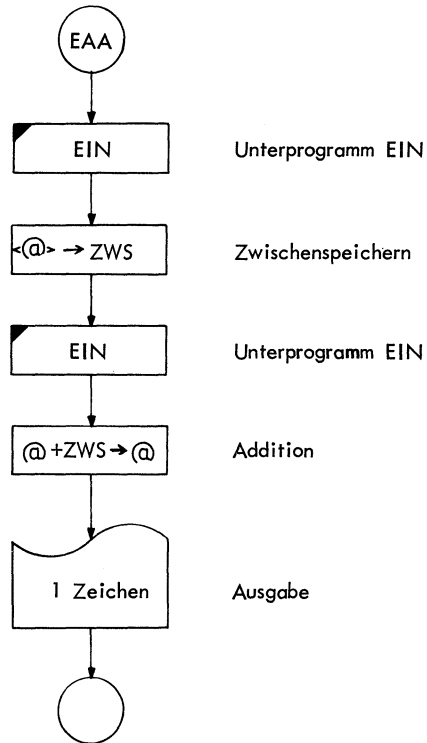 EAA
EIN Unterprogramm EIN
<@> → ZWS Zwischenspeichern
EIN Unterprogramm EIN
@ +ZWS → @ Addition
1 Zeichen Ausgabe